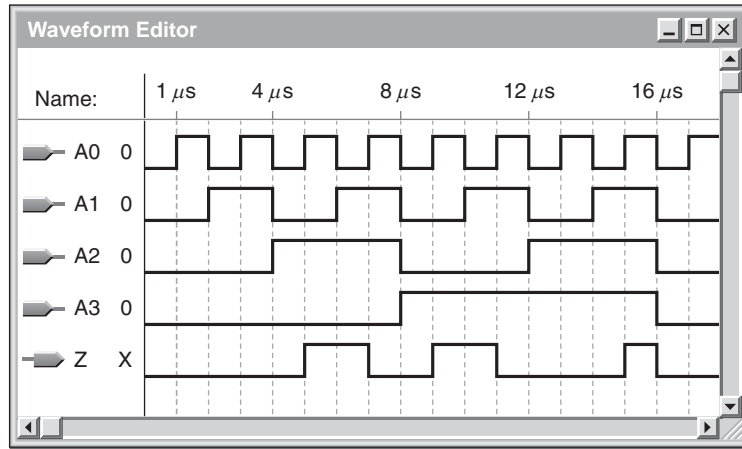 Waveform Editor
Name: 1 μs 4 μs 8 μs 12 μs 16 μs
A0 0
A1 0
A2 0
A3 0
Z X